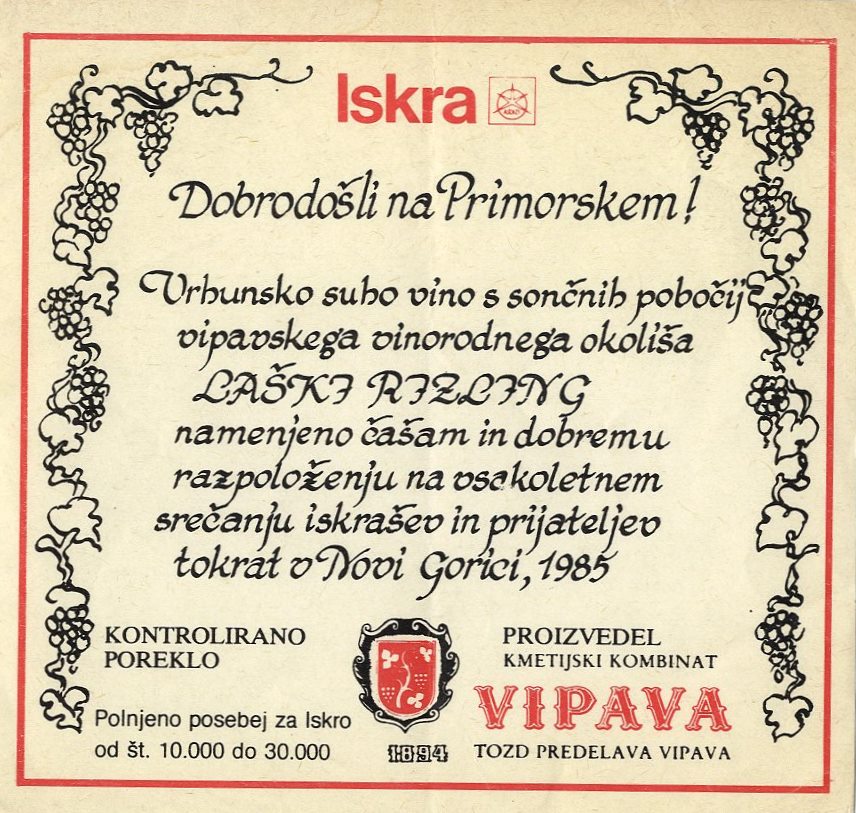 Iskra
Dobrodošli na Primorskem!
Vrhunsko suho vino s sončnih pobočij
vipavskega vinorodnega okoliša
LAŠKI RIZLING
namenjeno čašam in dobremu
razpoloženju na vsakoletnem
srečanju iskrašev in prijateljev
tokrat v Novi Gorici, 1985
KONTROLIRANO
POREKLO
Polnjeno posebej za Iskro
od št. 10.000 do 30.000
1894
PROIZVEDEL
KMETIJSKI KOMBINAT
VIPAVA
TOZD PREDELAVA VIPAVA